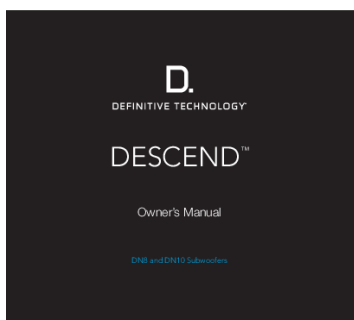 D.
DEFINITIVE TECHNOLOGY
DESCEND™
Owner's Manual
DN8 and DN10 Subwoofers